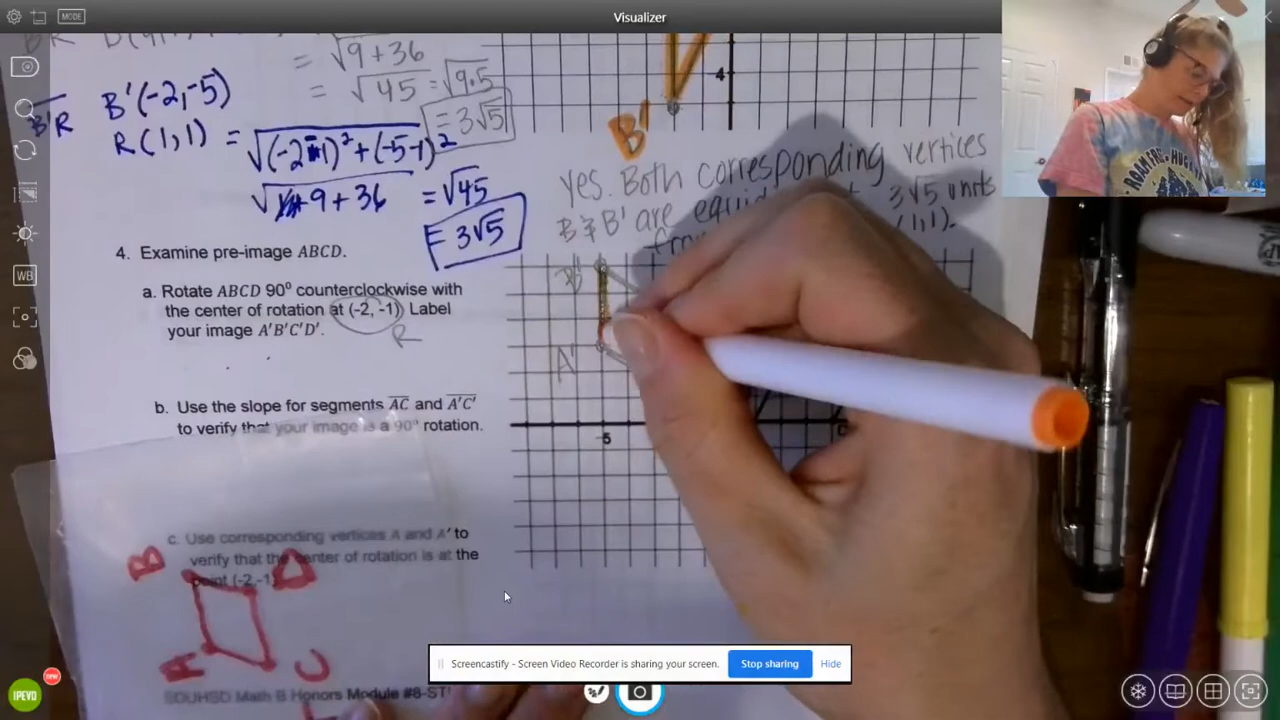 MODE
Visualizer
BR
√9+36
= √45 = √9·5
= 3√5
B'R B'(-2,-5)
R(1,1) = √(-2-1)² + (-5-1)²
√9+36 = √45
= 3√5
4
B'
yes. Both corresponding vertices
B & B' are
3√5 units
(1,1).
4. Examine pre-image ABCD.
a. Rotate ABCD 90⁰ counterclockwise with
the center of rotation at (-2, -1) Label
your image A'B'C'D'.
R
B'
A'
-5
b. Use the slope for segments AC and A'C'
to verify that your image is a 90⁰ rotation.
c. Use corresponding vertices A and A' to
verify that the center of rotation is at the
point (-2,-1)
B
D
A
C
SDUHSD Math B Honors Module #8-ST
WB
Screencastify - Screen Video Recorder is sharing your screen.
Stop sharing
Hide
IPEVO
new